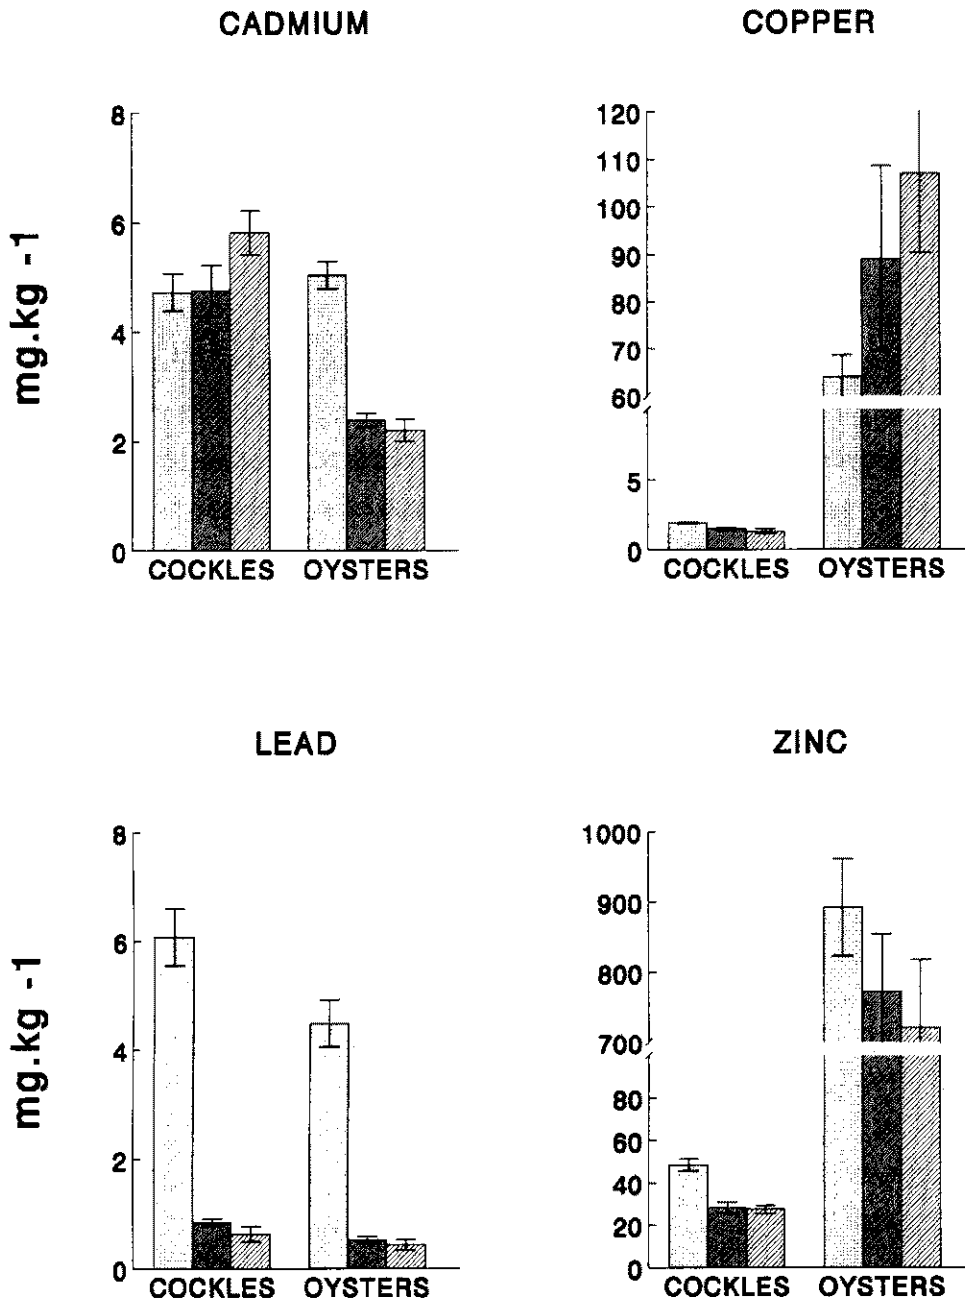 CADMIUM
COPPER
mg.kg -1
8
6
4
2
0
COCKLES OYSTERS
120
110
100
90
80
70
60
5
0
COCKLES OYSTERS
LEAD
ZINC
mg.kg -1
8
6
4
2
0
COCKLES OYSTERS
1000
900
800
700
80
60
40
20
0
COCKLES OYSTERS